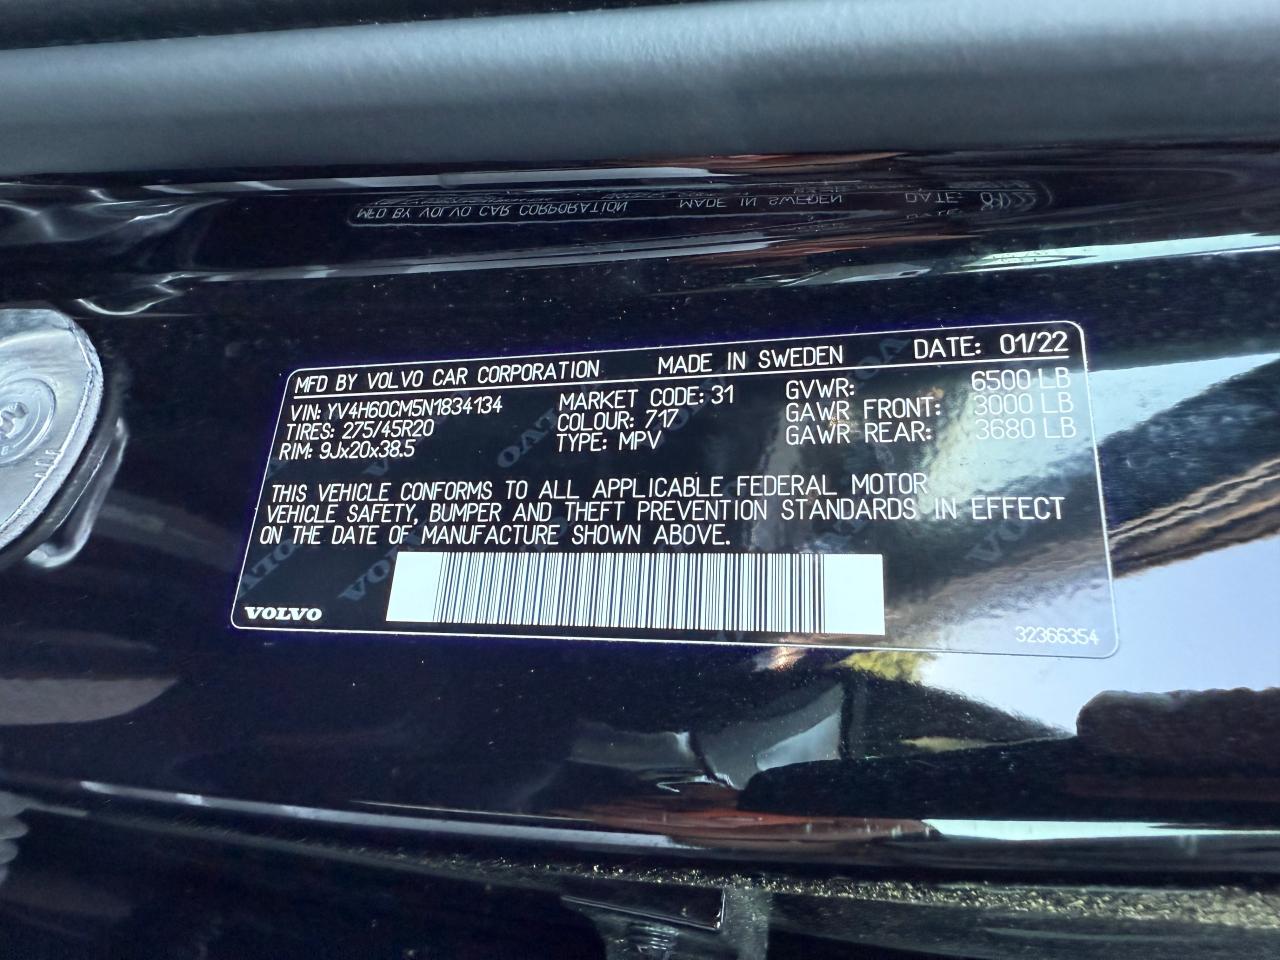 MFD BY VOLVO CAR CORPORATION MADE IN SWEDEN DATE: 01/22
VIN: YV4H60CM5N1834134 MARKET CODE: 31 GVWR: 6500 LB
TIRES: 275/45R20 COLOUR: 717 GAWR FRONT: 3000 LB
RIM: 9Jx20x38.5 TYPE: MPV GAWR REAR: 3680 LB
THIS VEHICLE CONFORMS TO ALL APPLICABLE FEDERAL MOTOR
VEHICLE SAFETY, BUMPER AND THEFT PREVENTION STANDARDS IN EFFECT
ON THE DATE OF MANUFACTURE SHOWN ABOVE.
VOLVO
32366354